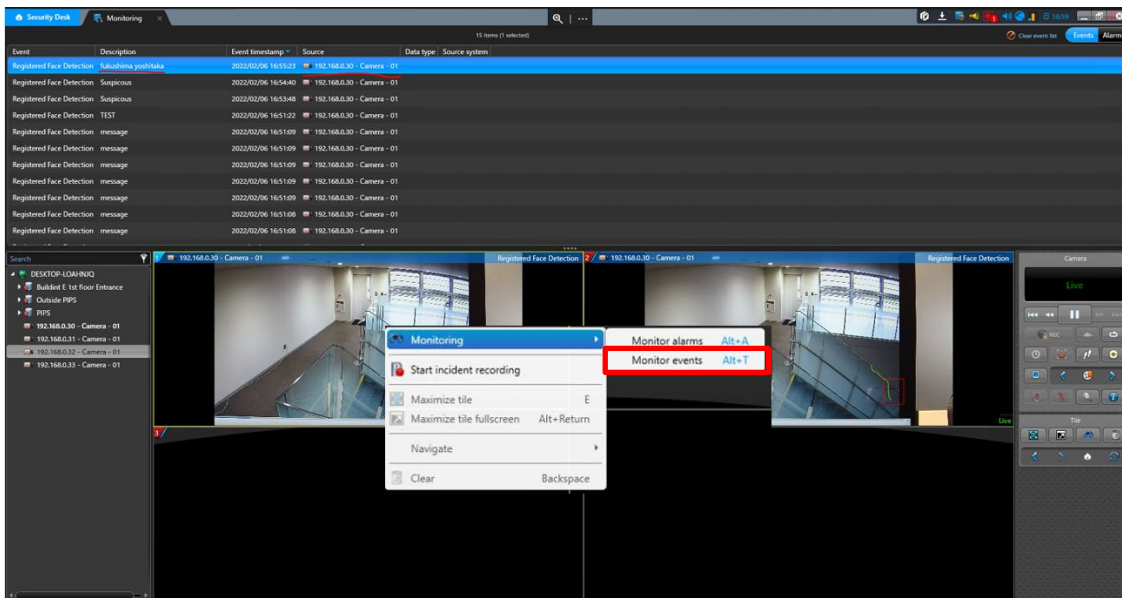 Security Desk
Monitoring
16:59
15 items (1 selected)
Clear event list
Events
Alarm
Event Description Event timestamp Source Data type Source system
Registered Face Detection fukushima yoshitaka 2022/02/06 16:55:23 192.168.0.30 - Camera - 01
Registered Face Detection Suspicous 2022/02/06 16:54:40 192.168.0.30 - Camera - 01
Registered Face Detection Suspicous 2022/02/06 16:53:48 192.168.0.30 - Camera - 01
Registered Face Detection TEST 2022/02/06 16:51:22 192.168.0.30 - Camera - 01
Registered Face Detection message 2022/02/06 16:51:09 192.168.0.30 - Camera - 01
Registered Face Detection message 2022/02/06 16:51:09 192.168.0.30 - Camera - 01
Registered Face Detection message 2022/02/06 16:51:09 192.168.0.30 - Camera - 01
Registered Face Detection message 2022/02/06 16:51:09 192.168.0.30 - Camera - 01
Registered Face Detection message 2022/02/06 16:51:09 192.168.0.30 - Camera - 01
Registered Face Detection message 2022/02/06 16:51:08 192.168.0.30 - Camera - 01
Registered Face Detection message 2022/02/06 16:51:08 192.168.0.30 - Camera - 01
Search
DESKTOP-LOAHNJQ
Buildint E 1st floor Entrance
Outside PIPS
PIPS
192.168.0.30 - Camera - 01
192.168.0.31 - Camera - 01
192.168.0.32 - Camera - 01
192.168.0.33 - Camera - 01
1 192.168.0.30 - Camera - 01 Registered Face Detection
2 192.168.0.30 - Camera - 01 Registered Face Detection
3
Live
Monitoring
Start incident recording
Maximize tile E
Maximize tile fullscreen Alt+Return
Navigate
Clear Backspace
Monitor alarms Alt+A
Monitor events Alt+T
Camera
Live
REC
Tile